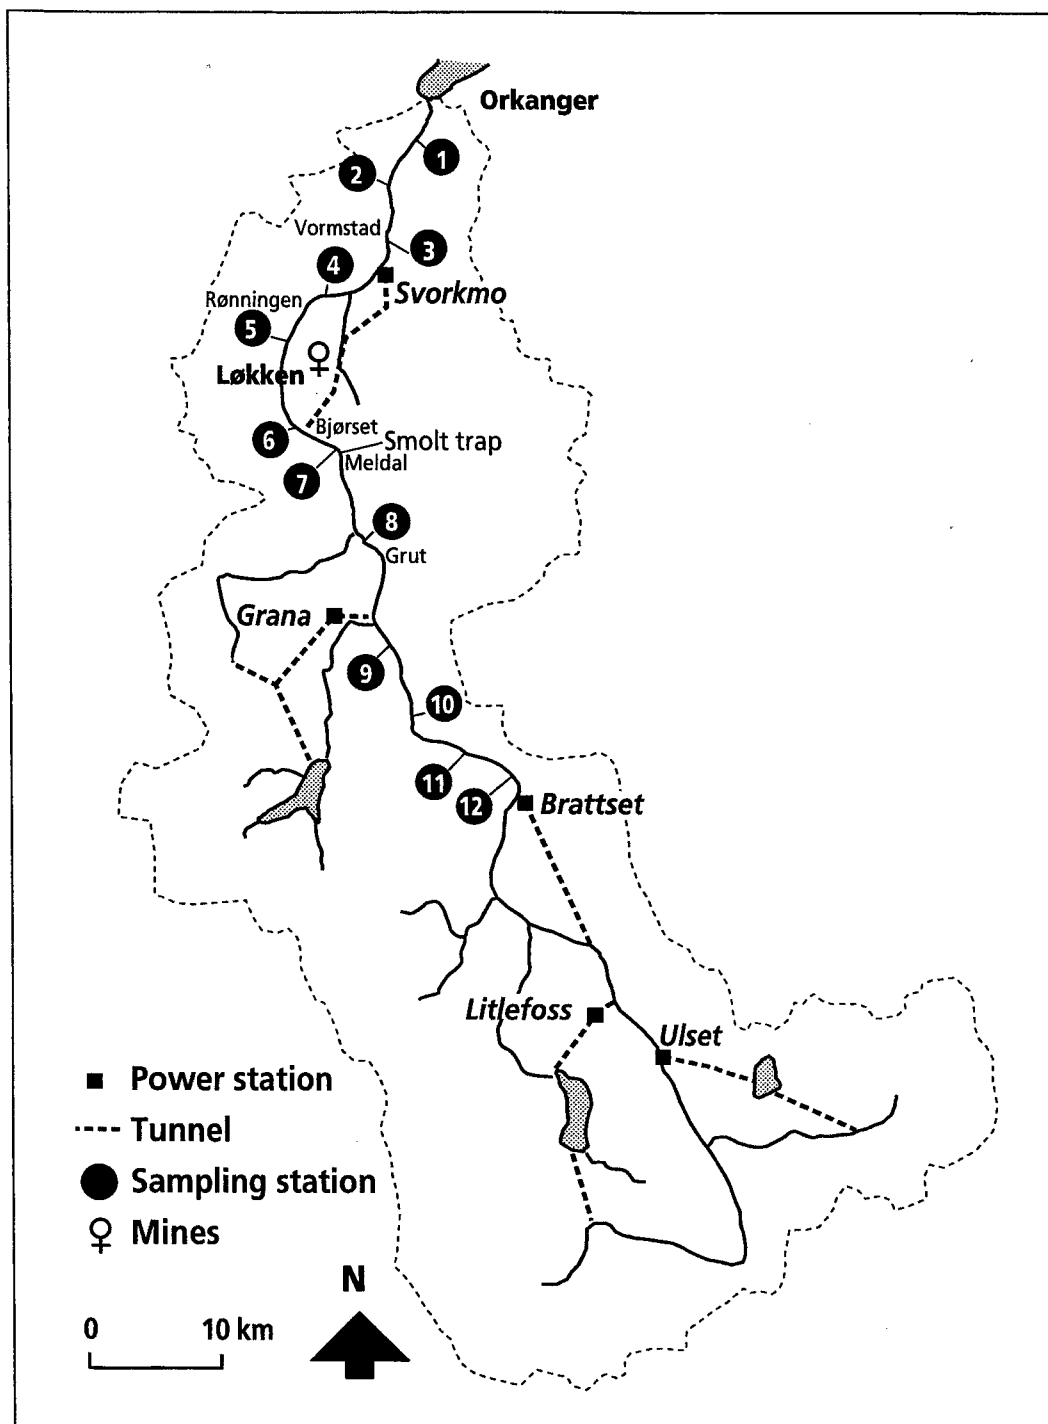 Orkanger
1
2
Vormstad
3
4
Svorkmo
Rønningen
5
Løkken
Bjørset
6
Smolt trap
Meldal
7
8
Grut
Grana
9
10
11
12
Brattset
Litlefoss
Ulset
Power station
Tunnel
Sampling station
Mines
N
0 10 km